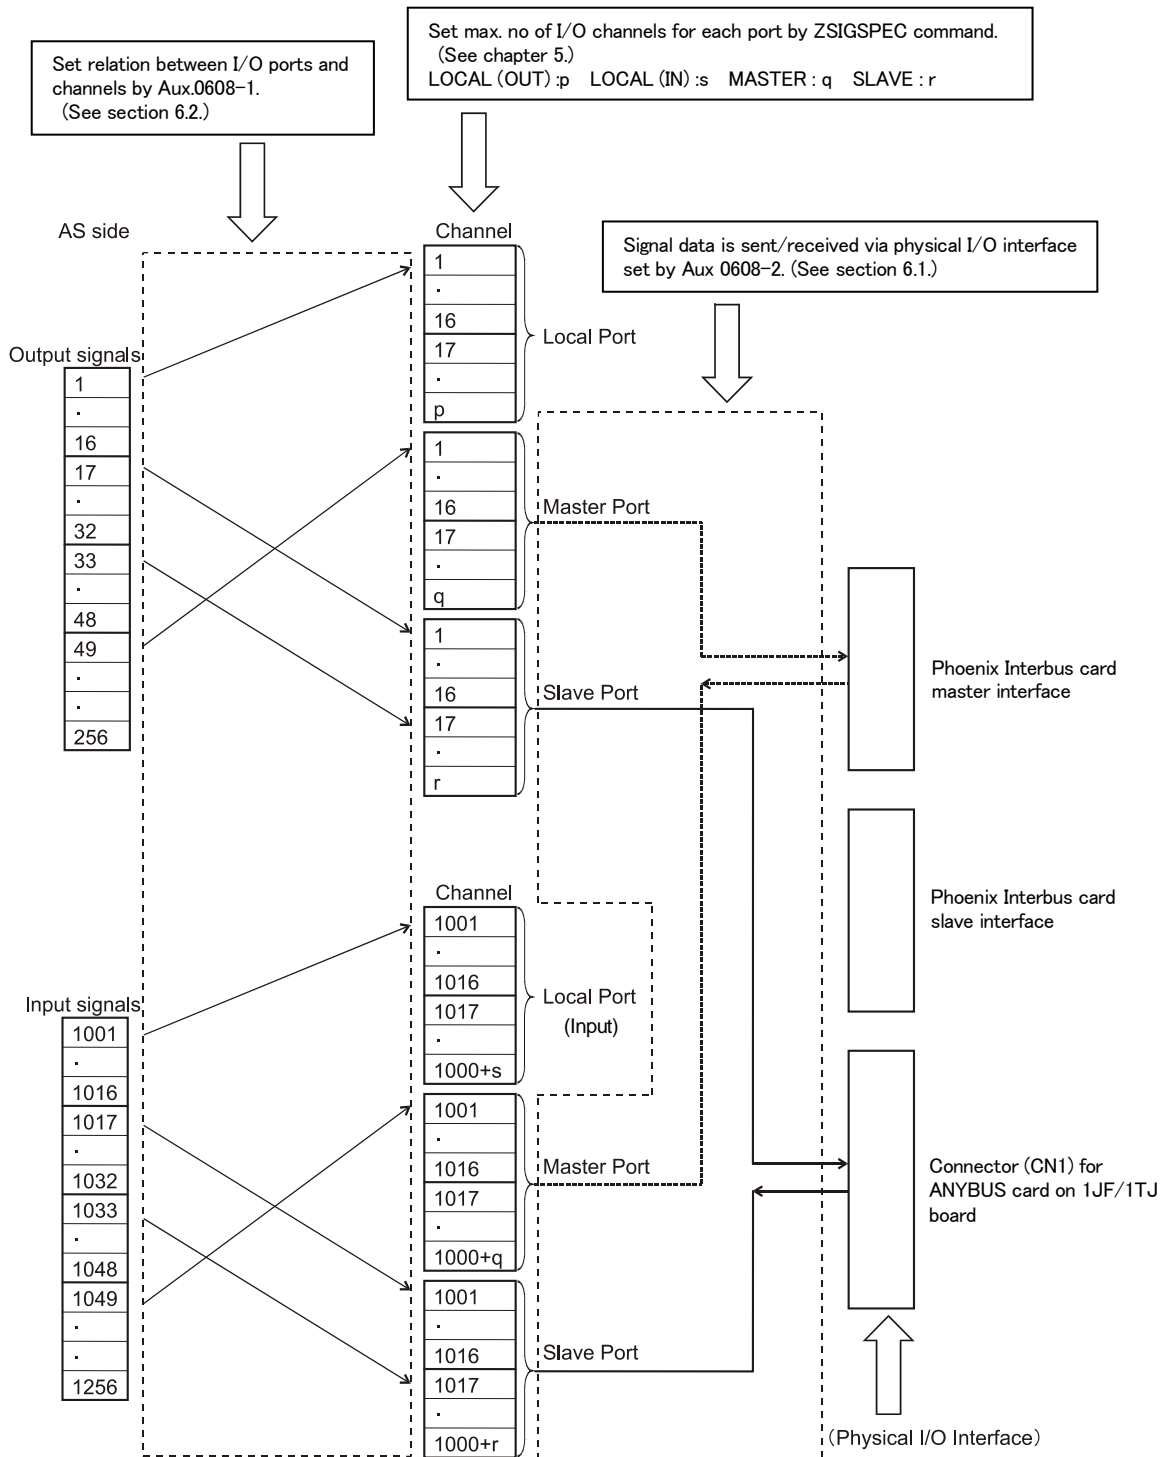 Set max. no of I/O channels for each port by ZSIGSPEC command.
(See chapter 5.)
LOCAL (OUT) :p LOCAL (IN) :s MASTER : q SLAVE : r
Set relation between I/O ports and
channels by Aux.0608-1.
(See section 6.2.)
Signal data is sent/received via physical I/O interface
set by Aux 0608-2. (See section 6.1.)
AS side
Output signals
1
.
16
17
.
32
33
.
48
49
.
.
256
Channel
1
.
16
17
.
p
Local Port
1
.
16
17
.
q
Master Port
1
.
16
17
.
r
Slave Port
Input signals
1001
.
1016
1017
.
1032
1033
.
1048
1049
.
.
1256
Channel
1001
.
1016
1017
.
1000+s
Local Port
(Input)
1001
.
1016
1017
.
1000+q
Master Port
1001
.
1016
1017
.
1000+r
Slave Port
Phoenix Interbus card
master interface
Phoenix Interbus card
slave interface
Connector (CN1) for
ANYBUS card on 1JF/1TJ
board
(Physical I/O Interface)